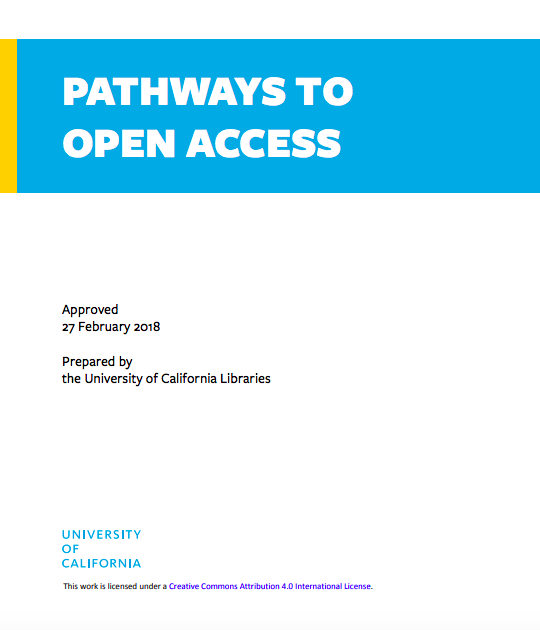 PATHWAYS TO
OPEN ACCESS
Approved
27 February 2018
Prepared by
the University of California Libraries
UNIVERSITY
OF
CALIFORNIA
This work is licensed under a Creative Commons Attribution 4.0 International License.